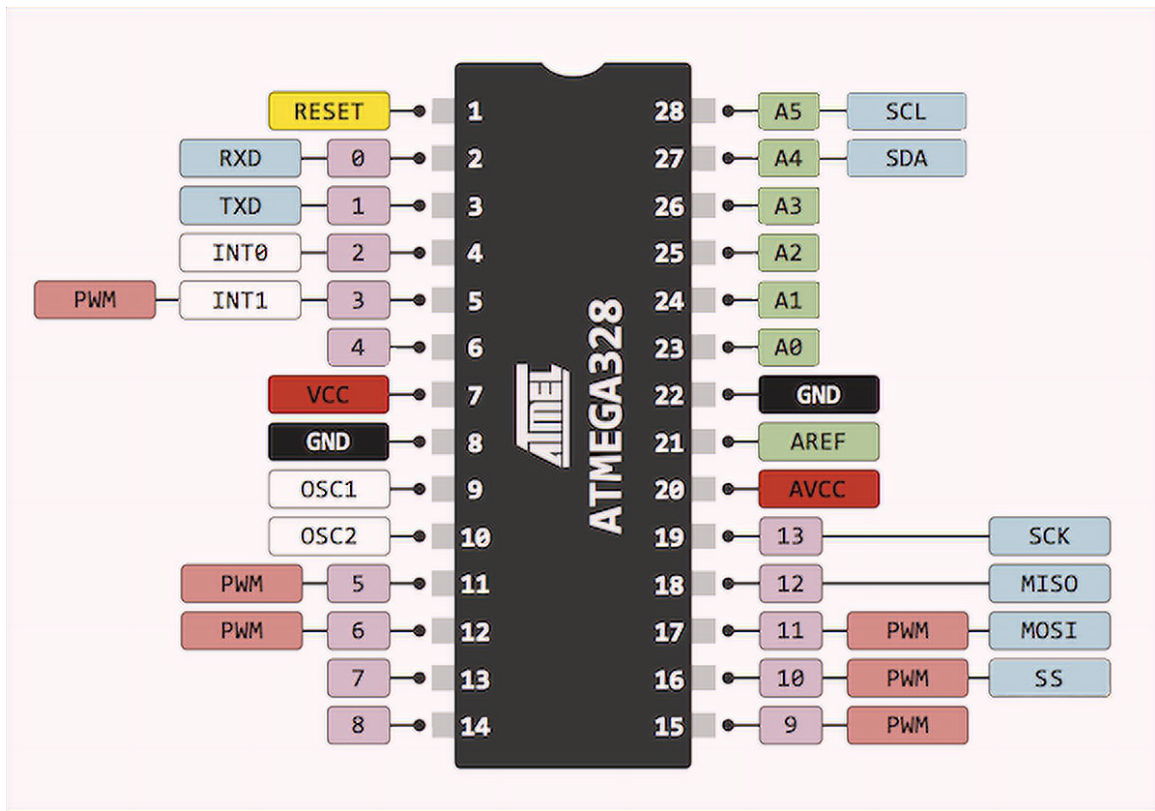 RESET 1 28 A5 SCL
RXD 0 2 27 A4 SDA
TXD 1 3 26 A3
INT0 2 4 25 A2
PWM INT1 3 5 24 A1
4 6 23 A0
VCC 7 22 GND
GND 8 21 AREF
OSC1 9 20 AVCC
OSC2 10 19 13 SCK
PWM 5 11 18 12 MISO
PWM 6 12 17 11 PWM MOSI
7 13 16 10 PWM SS
8 14 15 9 PWM
ATMEL
ATMEGA328